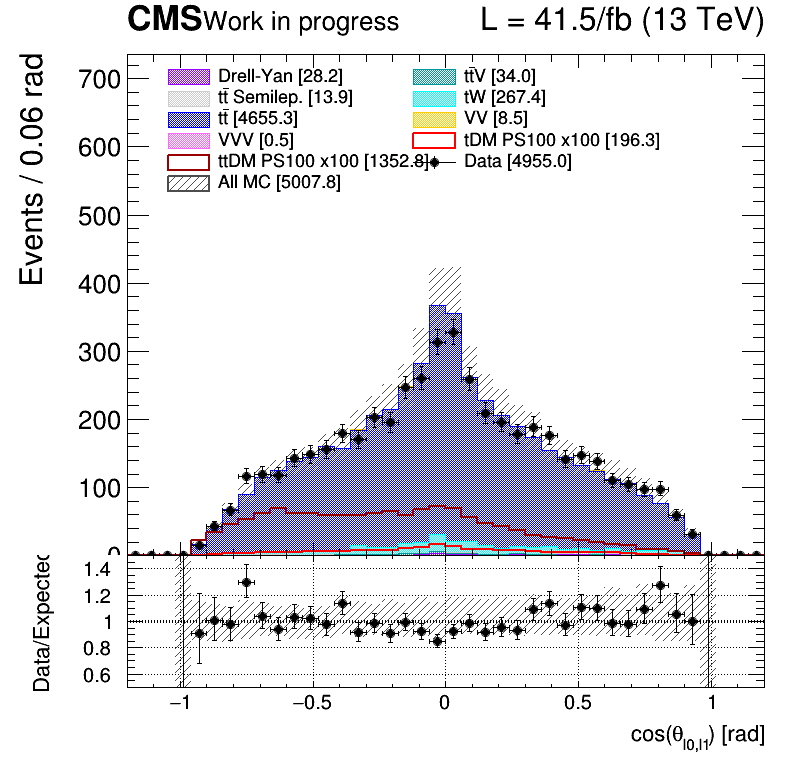 CMS Work in progress L = 41.5/fb (13 TeV)
Events / 0.06 rad
700
600
500
400
300
200
100
0
Drell-Yan [28.2]
tt̄V [34.0]
tt̄ Semilep. [13.9]
tW [267.4]
tt̄ [4655.3]
VV [8.5]
VVV [0.5]
tDM PS100 x100 [196.3]
ttDM PS100 x100 [1352.8]
Data [4955.0]
All MC [5007.8]
Data/Expected
1.4
1.2
1
0.8
0.6
−1 −0.5 0 0.5 1
cos(θ_l0,l1) [rad]